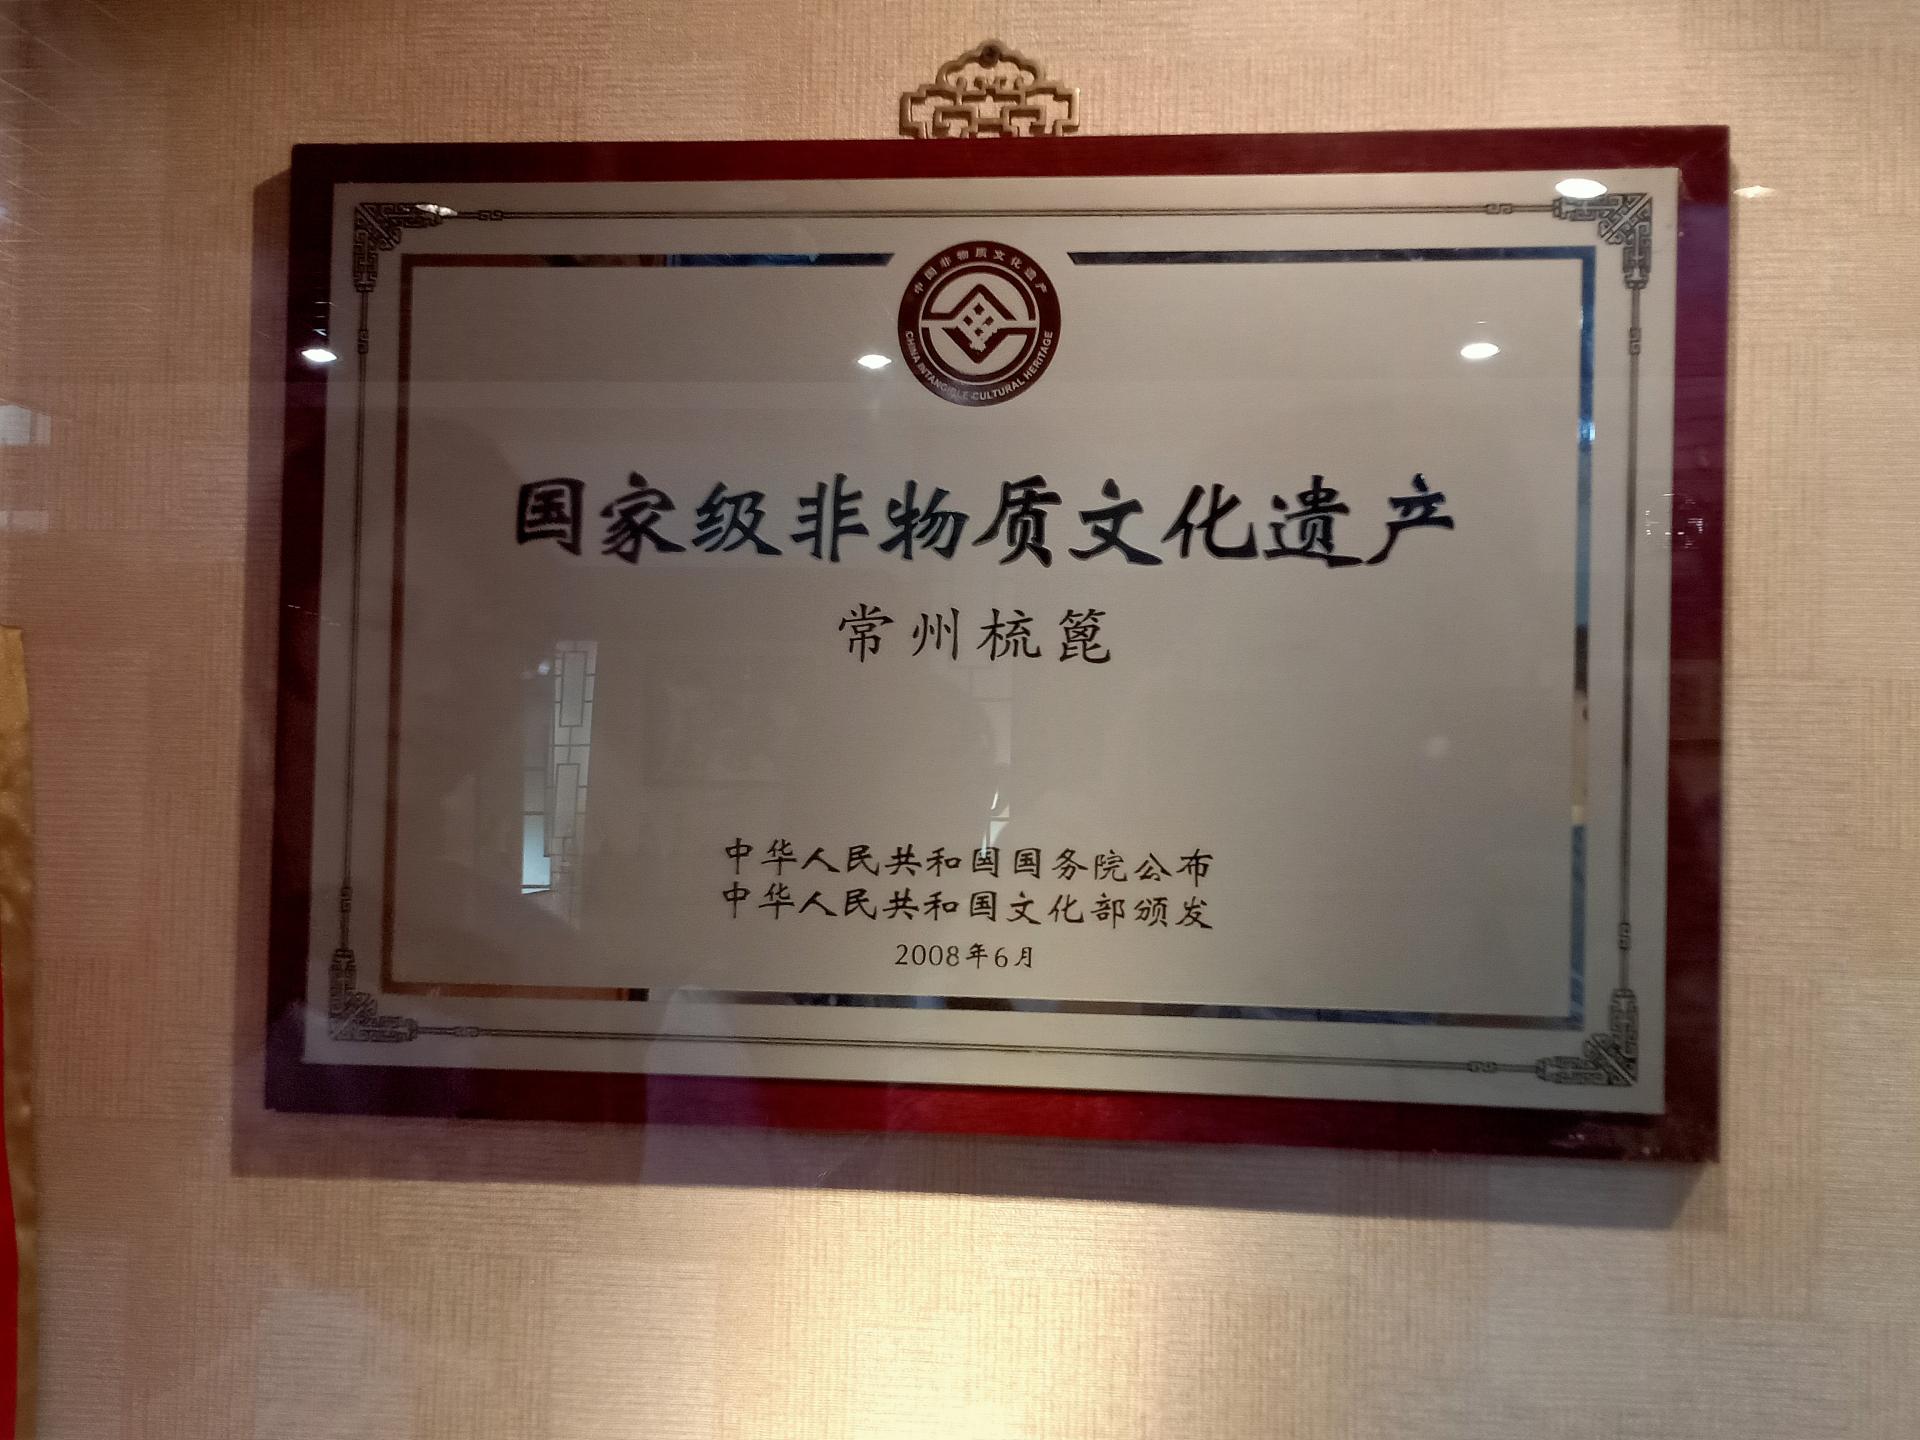 中国非物质文化遗产
CHINA INTANGIBLE CULTURAL HERITAGE
国家级非物质文化遗产
常州梳篦
中华人民共和国国务院公布
中华人民共和国文化部颁发
2008年6月